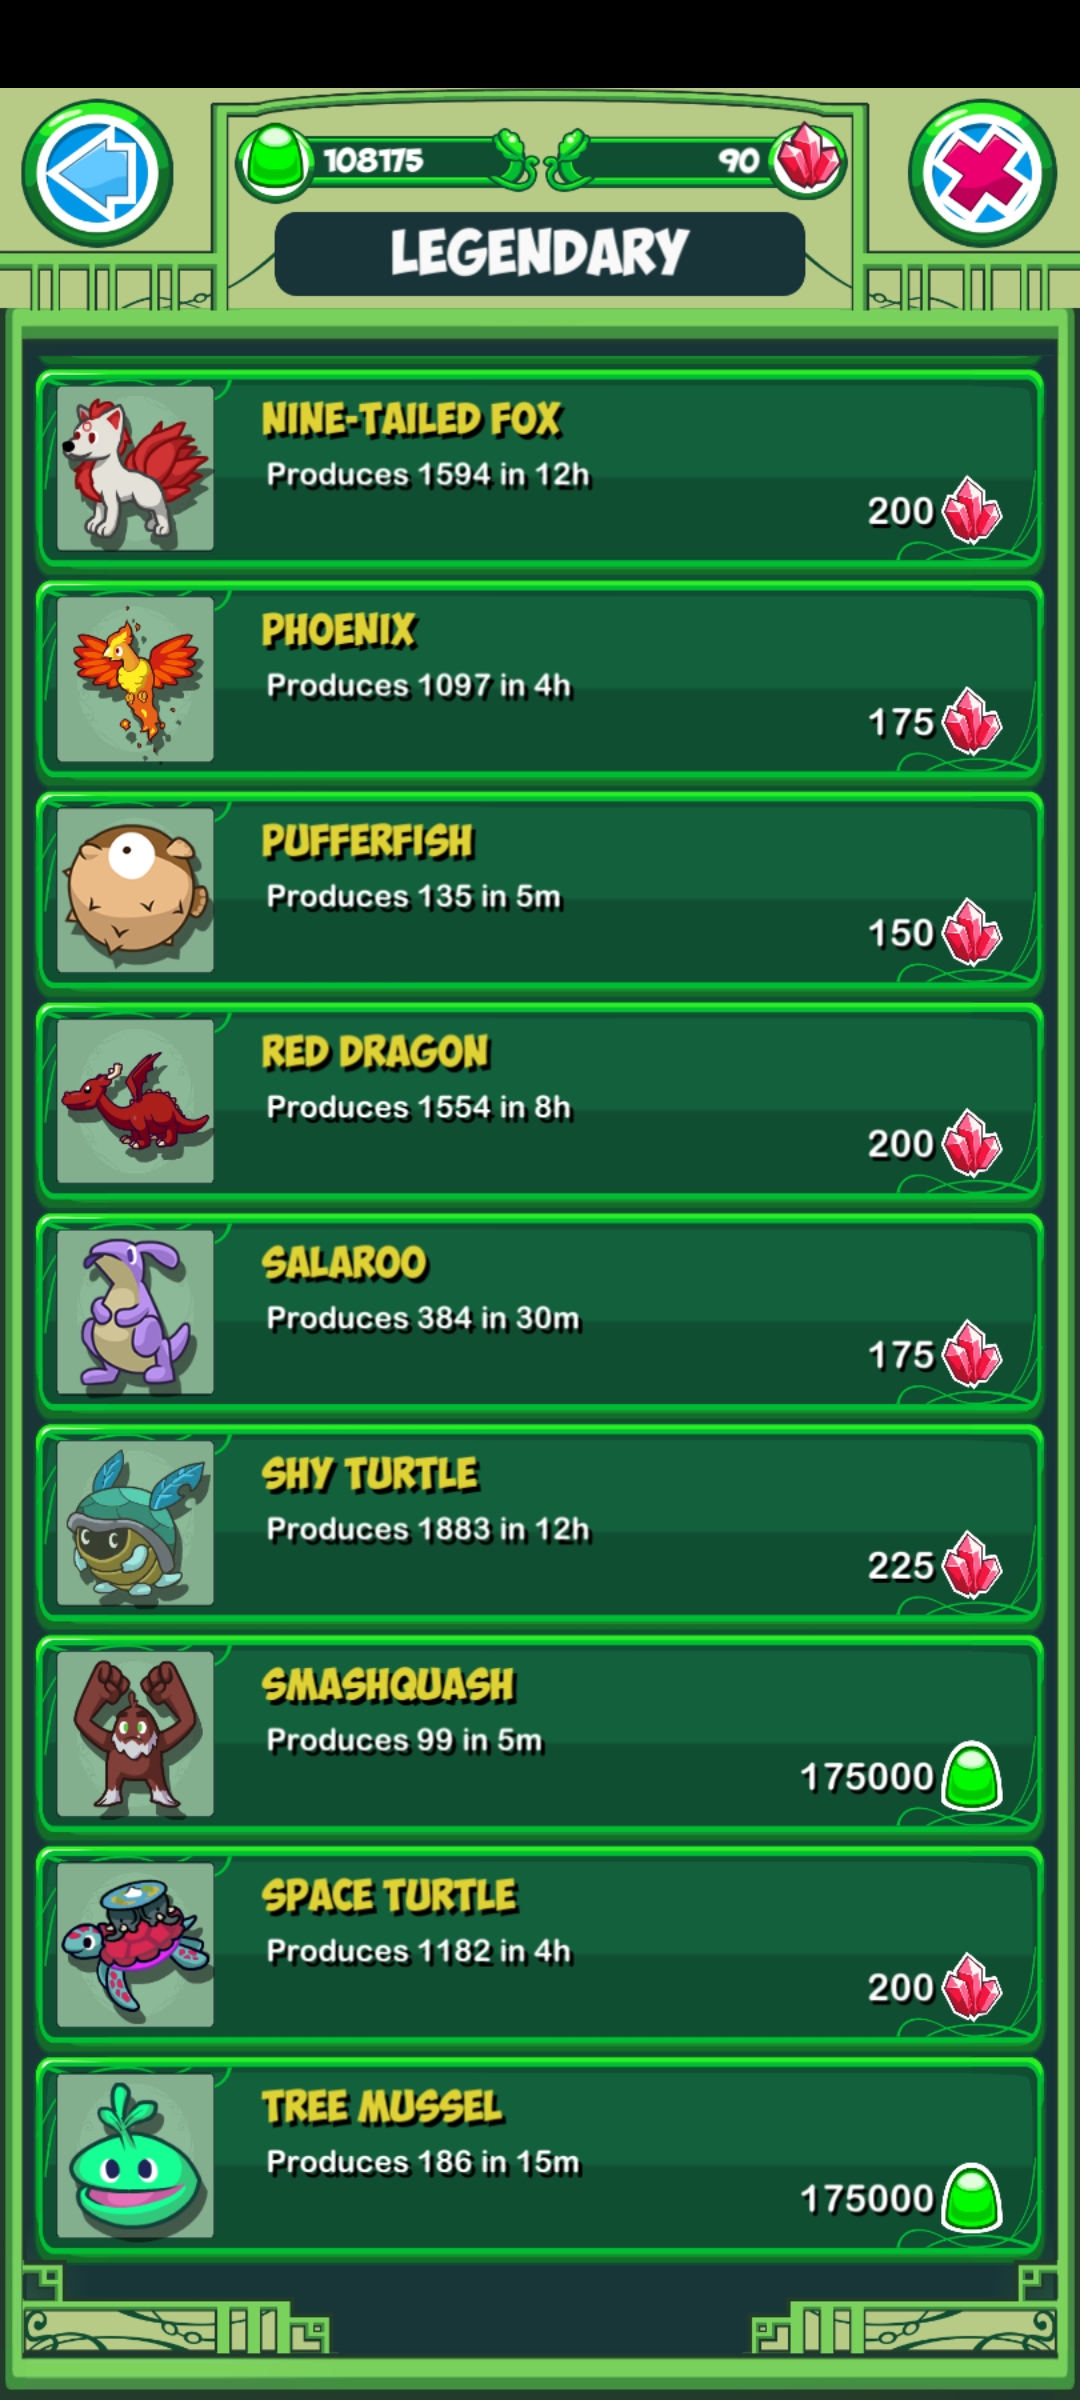 108175
90
LEGENDARY
NINE-TAILED FOX
Produces 1594 in 12h
200
PHOENIX
Produces 1097 in 4h
175
PUFFERFISH
Produces 135 in 5m
150
RED DRAGON
Produces 1554 in 8h
200
SALAROO
Produces 384 in 30m
175
SHY TURTLE
Produces 1883 in 12h
225
SMASHQUASH
Produces 99 in 5m
175000
SPACE TURTLE
Produces 1182 in 4h
200
TREE MUSSEL
Produces 186 in 15m
175000